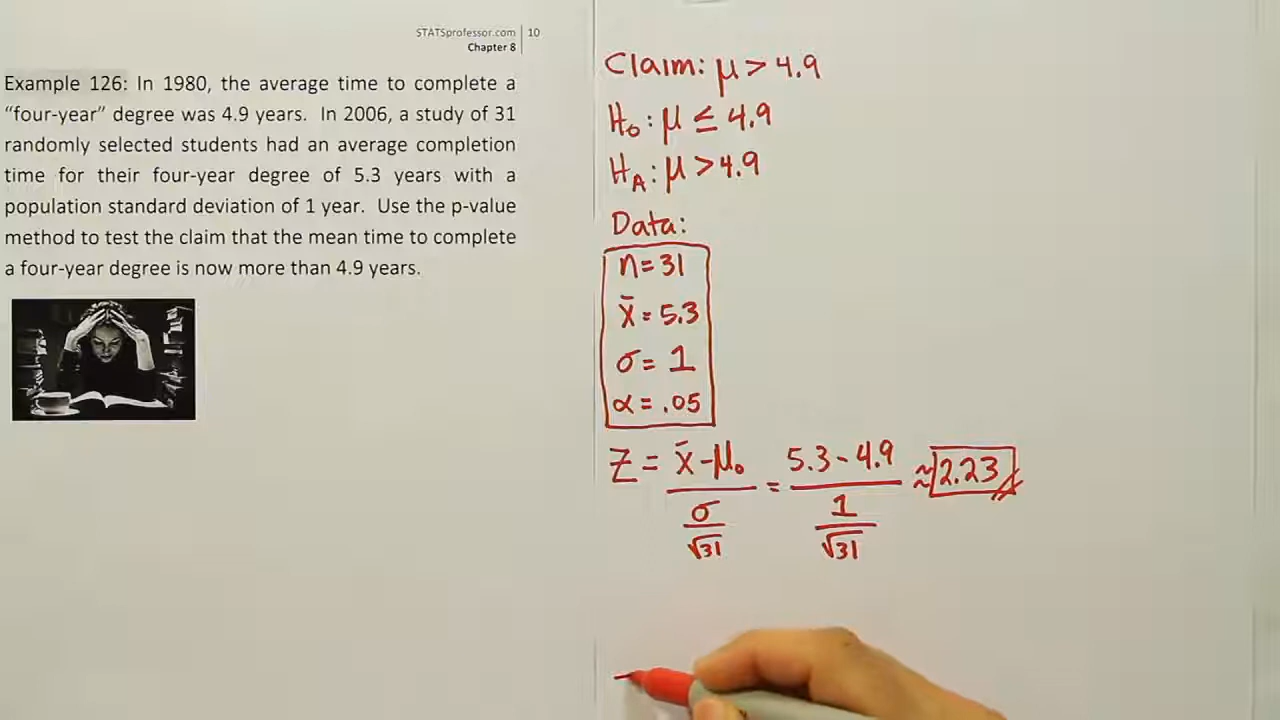 STATSprofessor.com | 10
Chapter 8
Example 126: In 1980, the average time to complete a
“four-year” degree was 4.9 years. In 2006, a study of 31
randomly selected students had an average completion
time for their four-year degree of 5.3 years with a
population standard deviation of 1 year. Use the p-value
method to test the claim that the mean time to complete
a four-year degree is now more than 4.9 years.
Claim: μ > 4.9
H₀: μ ≤ 4.9
H_A: μ > 4.9
Data:
n = 31
x̄ = 5.3
σ = 1
α = .05
Z = x̄ - μ₀ / σ/√31 = 5.3 - 4.9 / 1/√31 ≈ 2.23